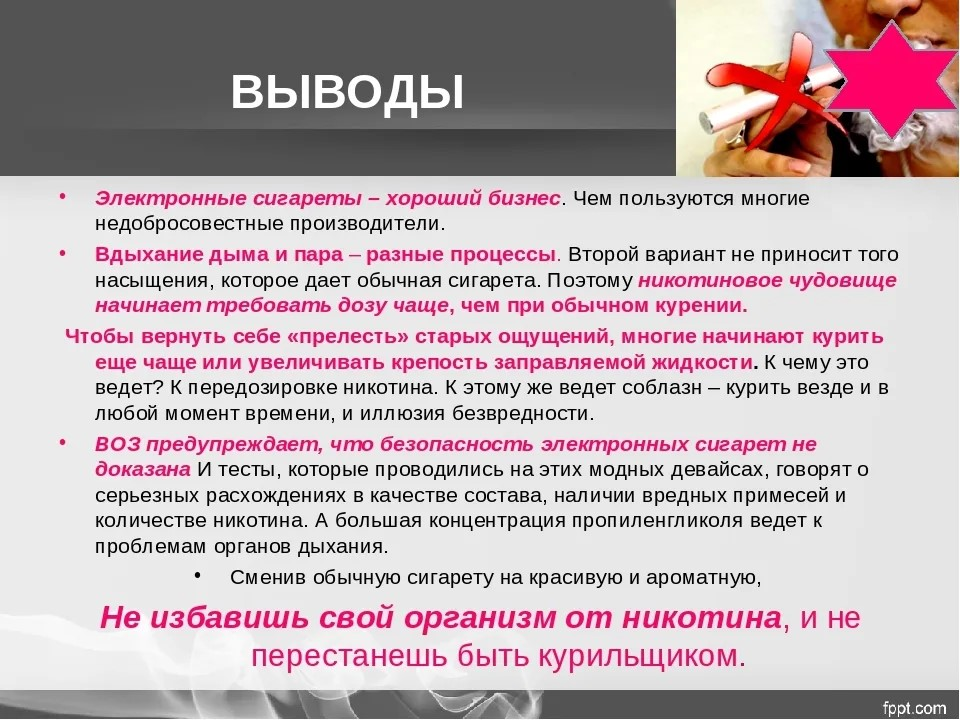 ВЫВОДЫ
• Электронные сигареты – хороший бизнес. Чем пользуются многие
недобросовестные производители.
• Вдыхание дыма и пара – разные процессы. Второй вариант не приносит того
насыщения, которое дает обычная сигарета. Поэтому никотиновое чудовище
начинает требовать дозу чаще, чем при обычном курении.
Чтобы вернуть себе «прелесть» старых ощущений, многие начинают курить
еще чаще или увеличивать крепость заправляемой жидкости. К чему это
ведет? К передозировке никотина. К этому же ведет соблазн – курить везде и в
любой момент времени, и иллюзия безвредности.
• ВОЗ предупреждает, что безопасность электронных сигарет не
доказана И тесты, которые проводились на этих модных девайсах, говорят о
серьезных расхождениях в качестве состава, наличии вредных примесей и
количестве никотина. А большая концентрация пропиленгликоля ведет к
проблемам органов дыхания.
• Сменив обычную сигарету на красивую и ароматную,
Не избавишь свой организм от никотина, и не
перестанешь быть курильщиком.
fppt.com